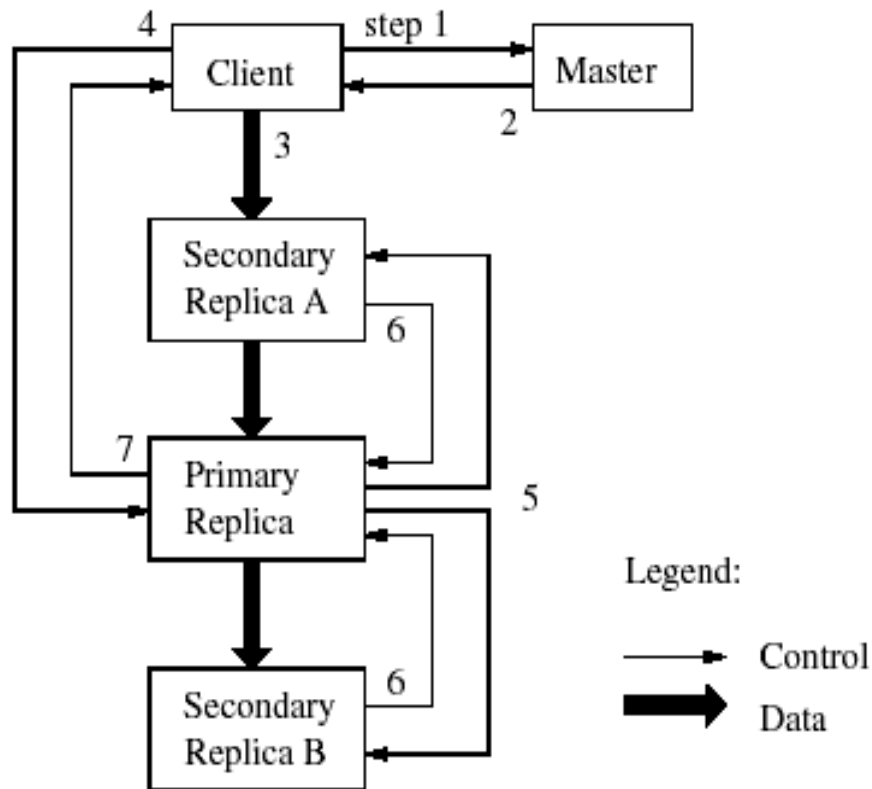 4
step 1
Client
Master
2
3
Secondary
Replica A
6
7
Primary
Replica
5
Legend:
Control
6
Secondary
Replica B
Data